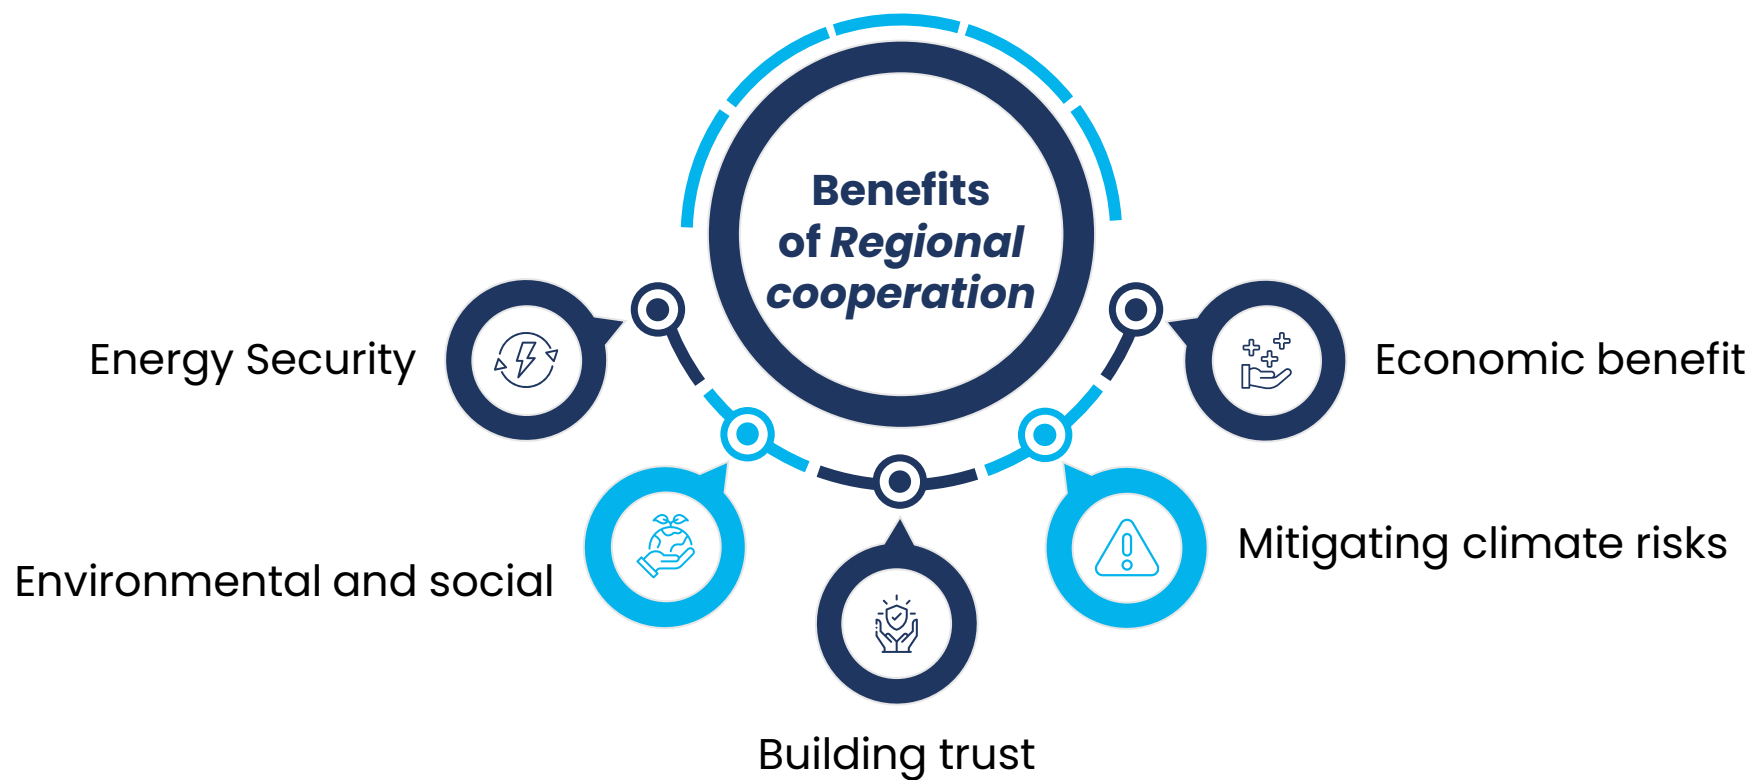 Benefits
of Regional
cooperation
Energy Security
Economic benefit
Environmental and social
Mitigating climate risks
Building trust